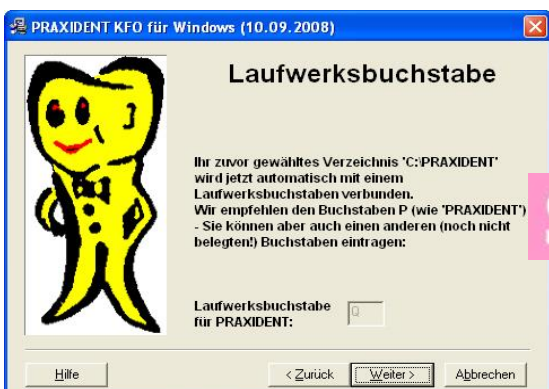 PRAXIDENT KFO für Windows (10.09.2008)
Laufwerksbuchstabe
Ihr zuvor gewähltes Verzeichnis 'C:\PRAXIDENT'
wird jetzt automatisch mit einem
Laufwerksbuchstaben verbunden.
Wir empfehlen den Buchstaben P (wie 'PRAXIDENT')
- Sie können aber auch einen anderen (noch nicht
belegten!) Buchstaben eintragen:
Laufwerksbuchstabe
für PRAXIDENT:
Q
Hilfe
< Zurück
Weiter >
Abbrechen